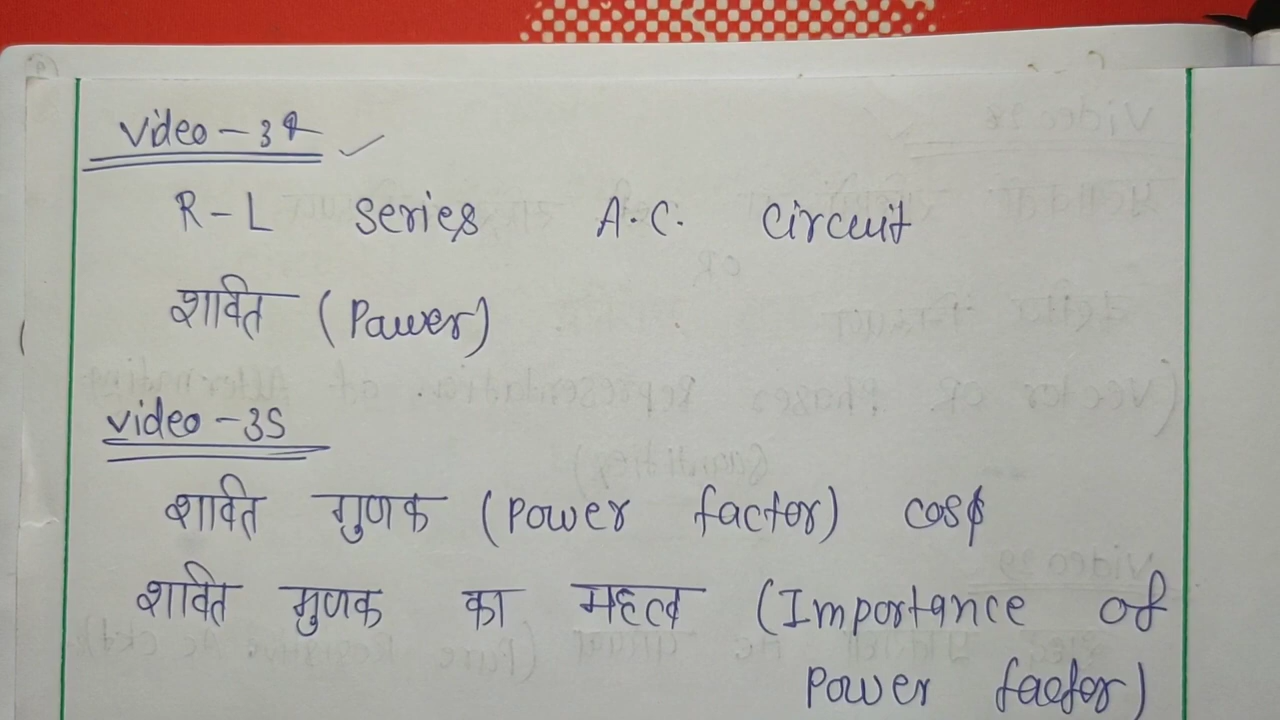 Video - 34
R-L series A.C. circuit
शक्ति (Pawer)
video - 35
शक्ति गुणक (Power factor) cosϕ
शक्ति गुणक का महत्व (Importance of
Power factor)